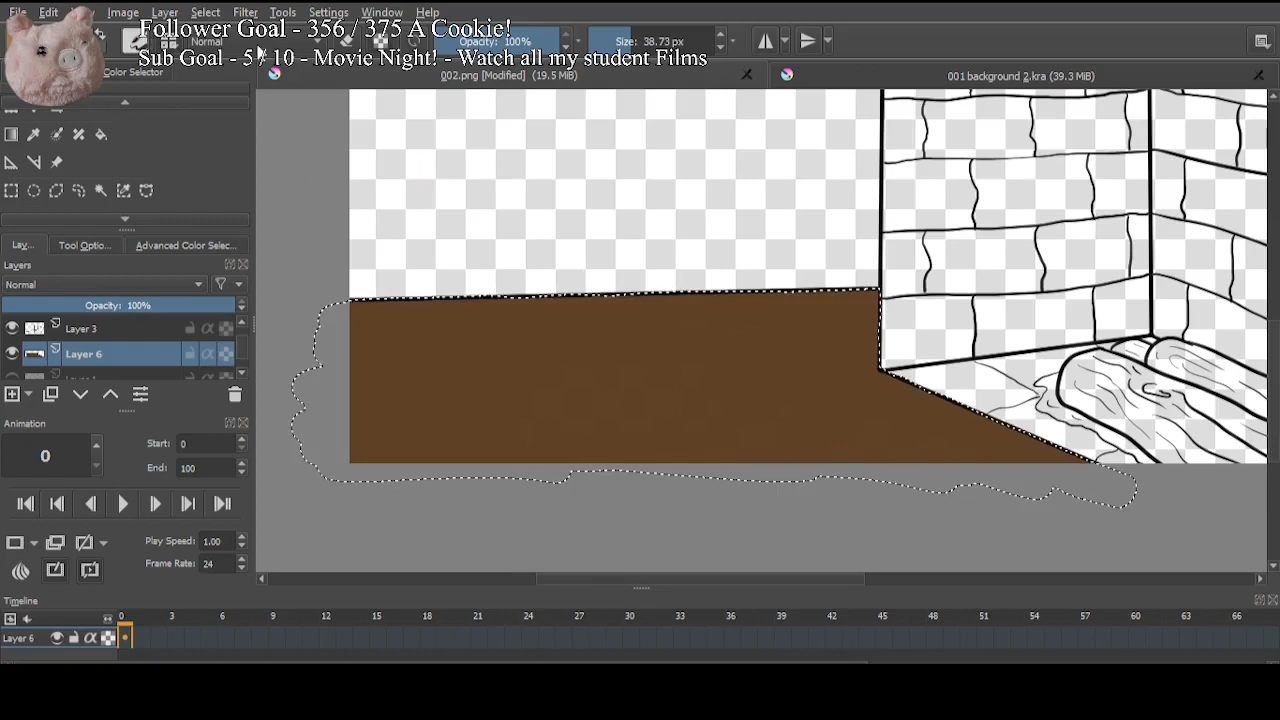 File Edit Image Layer Select Filter Tools Settings Window Help
Follower Goal - 356 / 375 A Cookie!
Normal Opacity: 100% Size: 38.73 px
Sub Goal - 5 / 10 - Movie Night! - Watch all my student Films
Color Selector
002.png [Modified] (19.5 MiB)
001 background 2.kra (39.3 MiB)
Lay... Tool Optio... Advanced Color Selec...
Layers
Normal
Opacity: 100%
Layer 3
Layer 6
Animation
0 Start: 0
End: 100
Play Speed: 1.00
Frame Rate: 24
Timeline
0 3 6 9 12 15 18 21 24 27 30 33 36 39 42 45 48 51 54 57 60 63 66
Layer 6